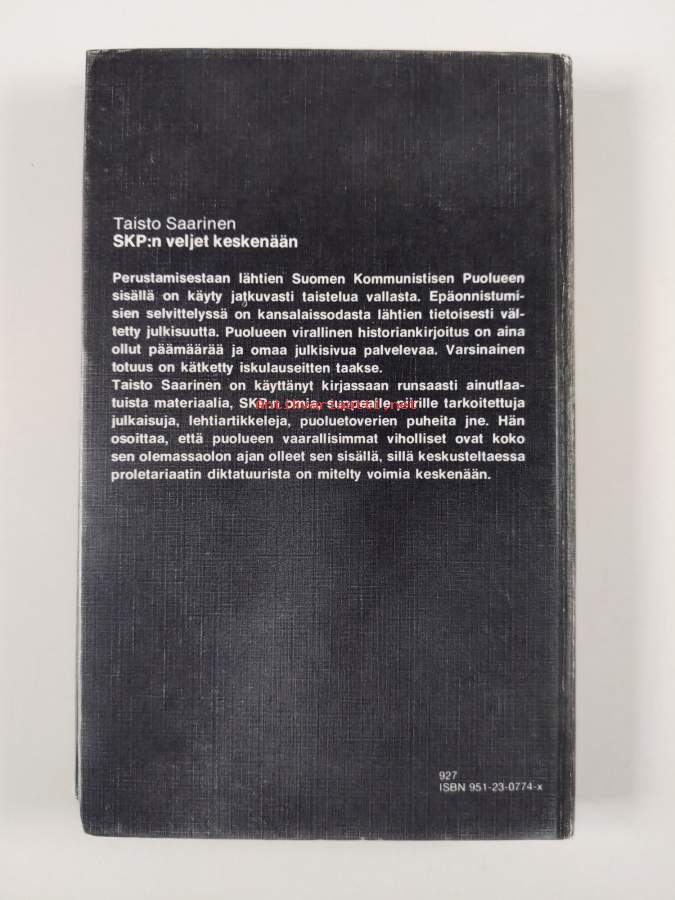 Taisto Saarinen
SKP:n veljet keskenään
Perustamisestaan lähtien Suomen Kommunistisen Puolueen
sisällä on käyty jatkuvasti taistelua vallasta. Epäonnistumi-
sien selvittelyssä on kansalaissodasta lähtien tietoisesti väl-
tetty julkisuutta. Puolueen virallinen historiankirjoitus on aina
ollut päämäärää ja omaa julkisivua palvelevaa. Varsinainen
totuus on kätketty iskulauseitten taakse.
Taisto Saarinen on käyttänyt kirjassaan runsaasti ainutlaa-
tuista materiaalia, SKP:n omia, suppealle piirille tarkoitettuja
julkaisuja, lehtiartikkeleja, puoluetoverien puheita jne. Hän
osoittaa, että puolueen vaarallisimmat viholliset ovat koko
sen olemassaolon ajan olleet sen sisällä, sillä keskusteltaessa
proletariaatin diktatuurista on mitelty voimia keskenään.
927
ISBN 951-23-0774-x